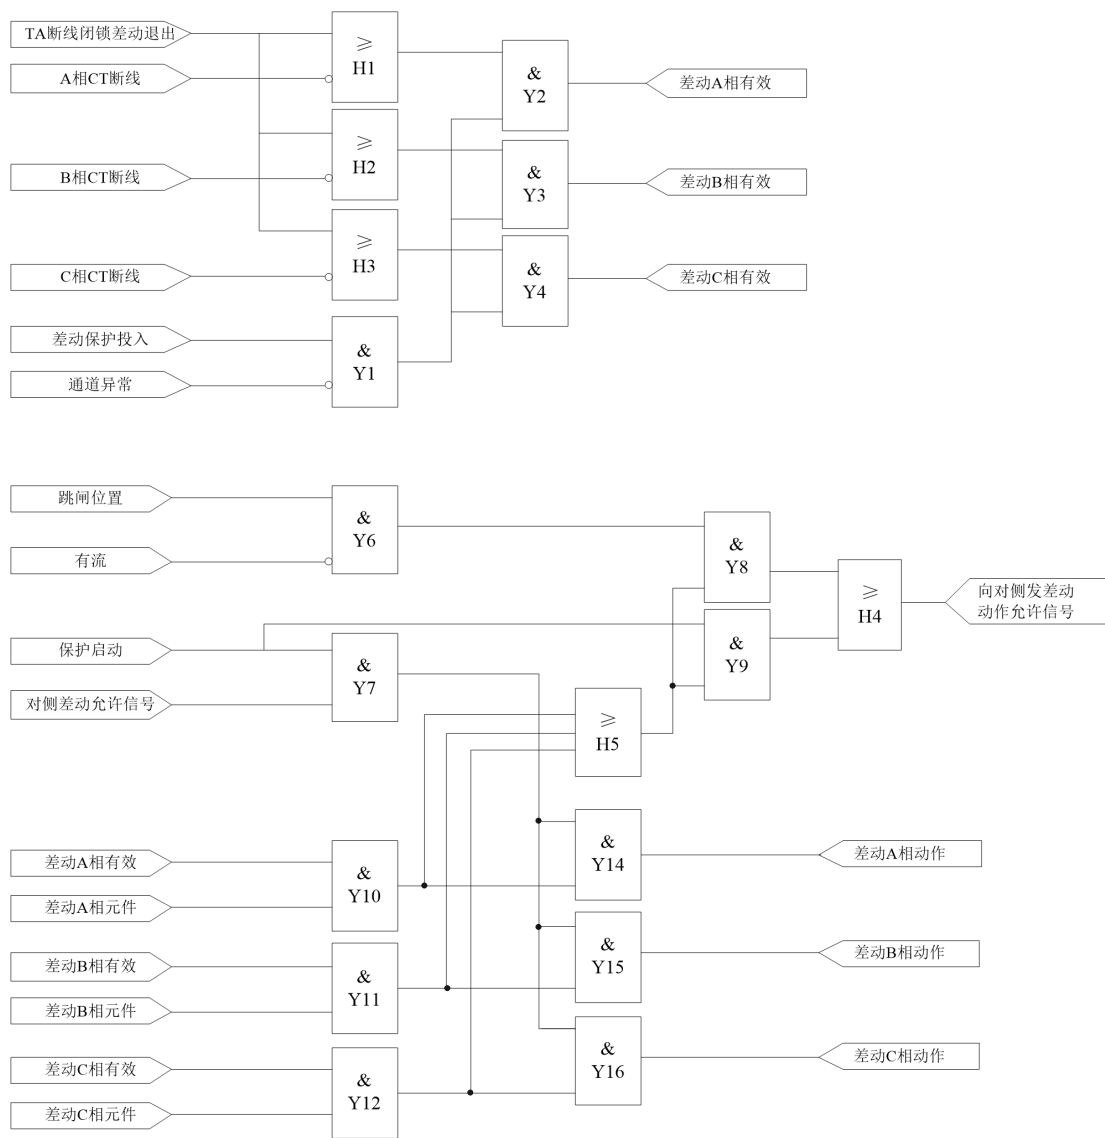 TA断线闭锁差动退出
A相CT断线
≥
H1
&
Y2
差动A相有效
B相CT断线
≥
H2
&
Y3
差动B相有效
C相CT断线
≥
H3
&
Y4
差动C相有效
差动保护投入
通道异常
&
Y1
跳闸位置
有流
&
Y6
&
Y8
≥
H4
向对侧发差动
动作允许信号
保护启动
对侧差动允许信号
&
Y7
&
Y9
≥
H5
差动A相有效
差动A相元件
&
Y10
&
Y14
差动A相动作
差动B相有效
差动B相元件
&
Y11
&
Y15
差动B相动作
差动C相有效
差动C相元件
&
Y12
&
Y16
差动C相动作